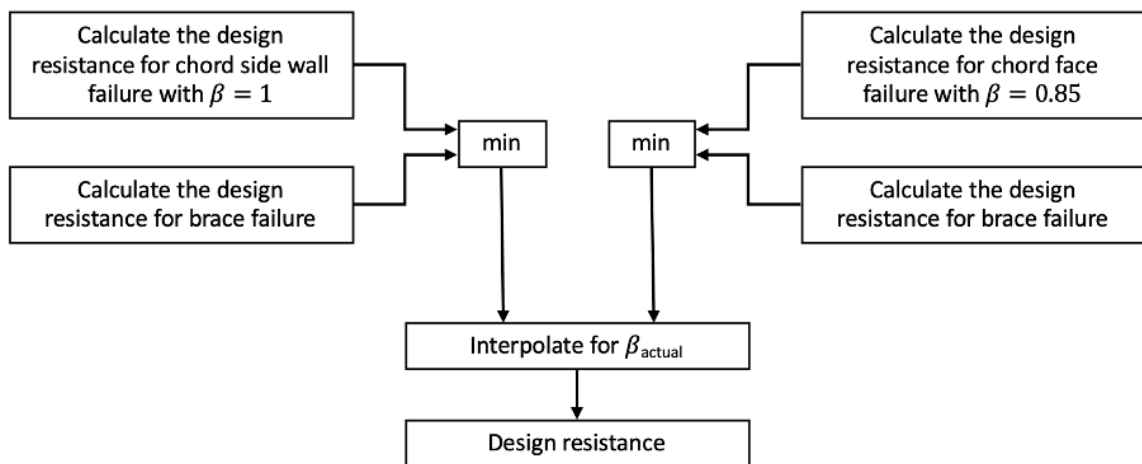 Calculate the design
resistance for chord side wall
failure with β = 1
Calculate the design
resistance for chord face
failure with β = 0.85
min
min
Calculate the design
resistance for brace failure
Calculate the design
resistance for brace failure
Interpolate for βactual
Design resistance